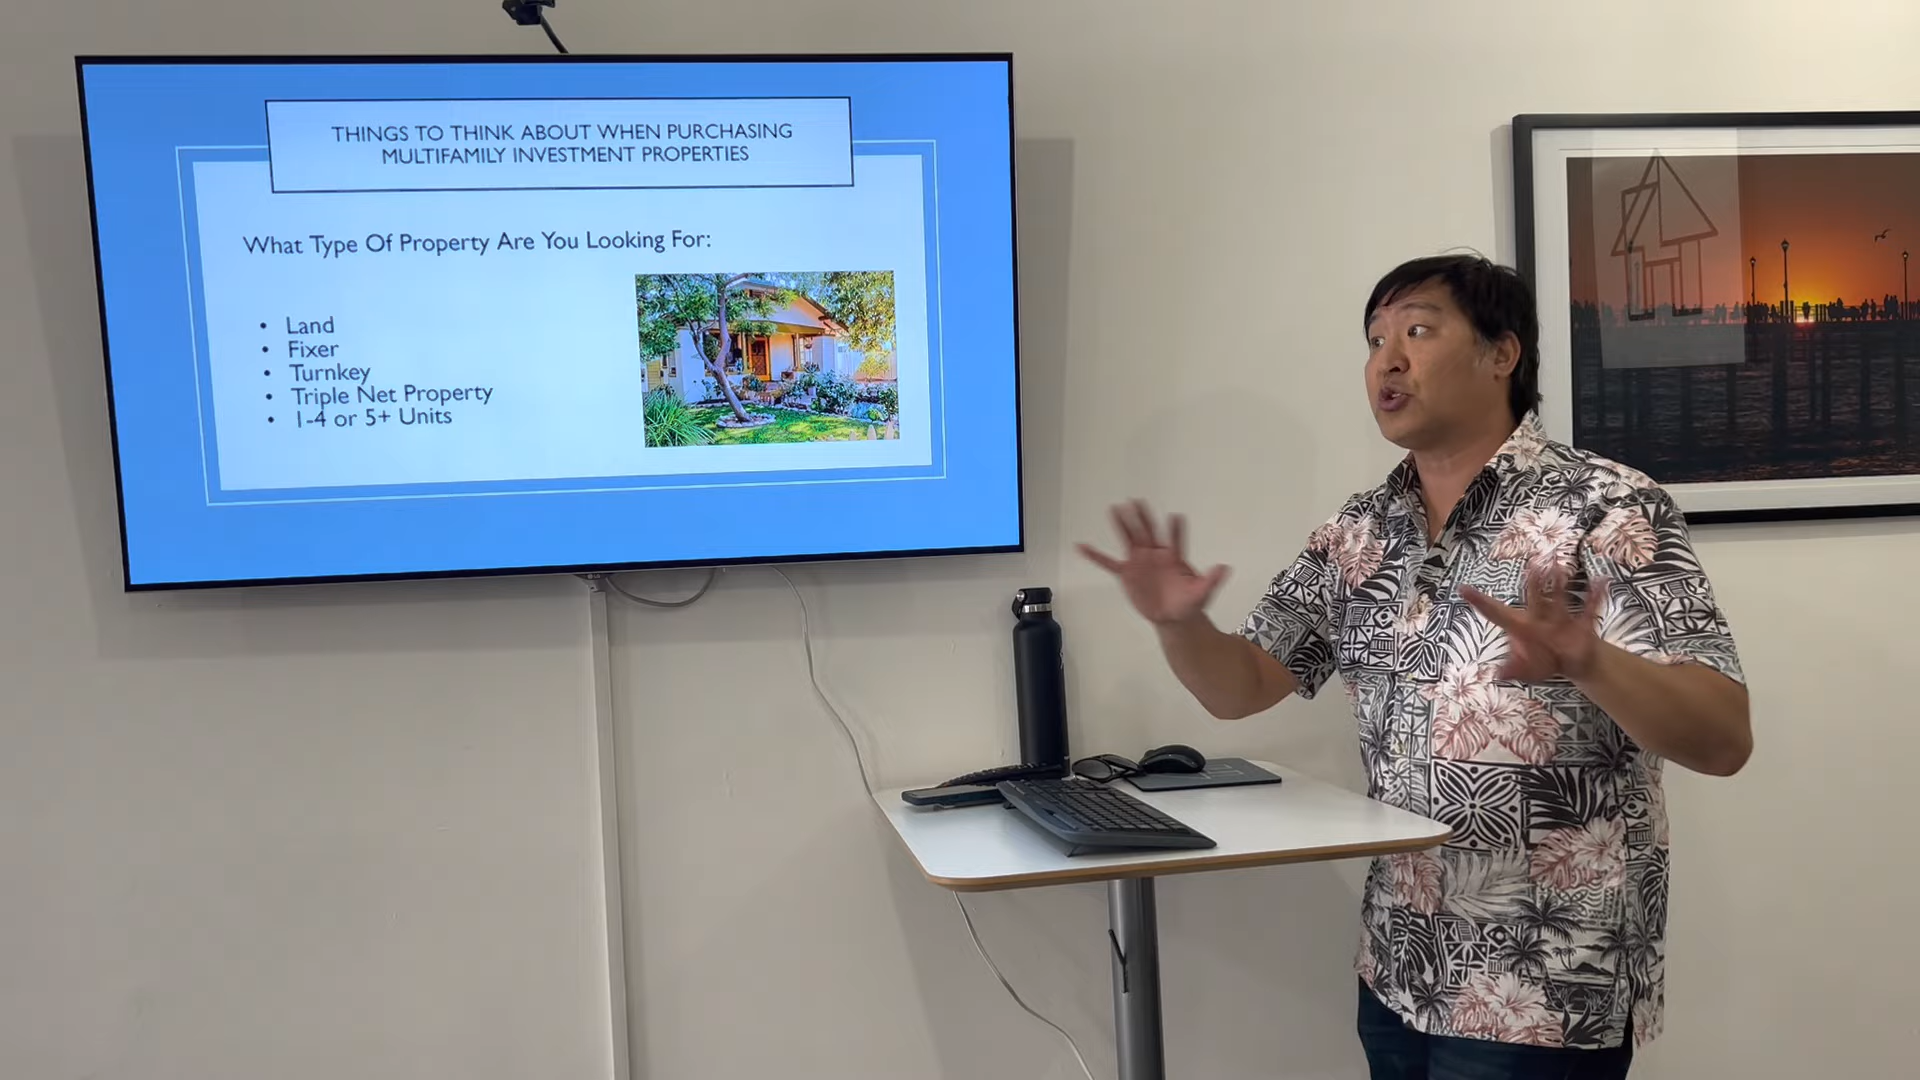 THINGS TO THINK ABOUT WHEN PURCHASING
MULTIFAMILY INVESTMENT PROPERTIES
What Type Of Property Are You Looking For:
• Land
• Fixer
• Turnkey
• Triple Net Property
• 1-4 or 5+ Units